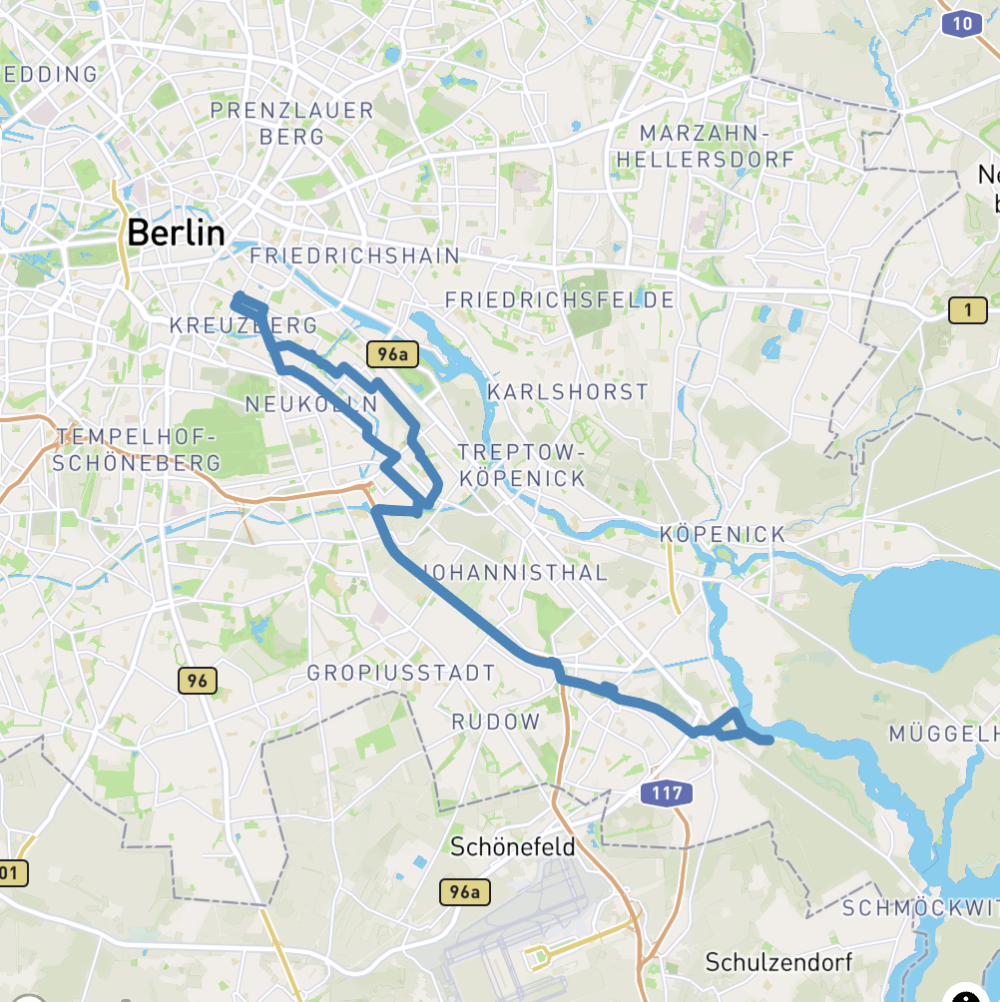 10
EDDING
PRENZLAUER
BERG
MARZAHN-
HELLERSDORF
Ne
b
Berlin
FRIEDRICHSHAIN
FRIEDRICHSFELDE
1
KREUZBERG
96a
KARLSHORST
NEUKÖLLN
TEMPELHOF-
SCHÖNEBERG
TREPTOW-
KÖPENICK
KÖPENICK
JOHANNISTHAL
96
GROPIUSSTADT
RUDOW
MÜGGELH
117
Schönefeld
01
96a
SCHMÖCKWIT
Schulzendorf
i